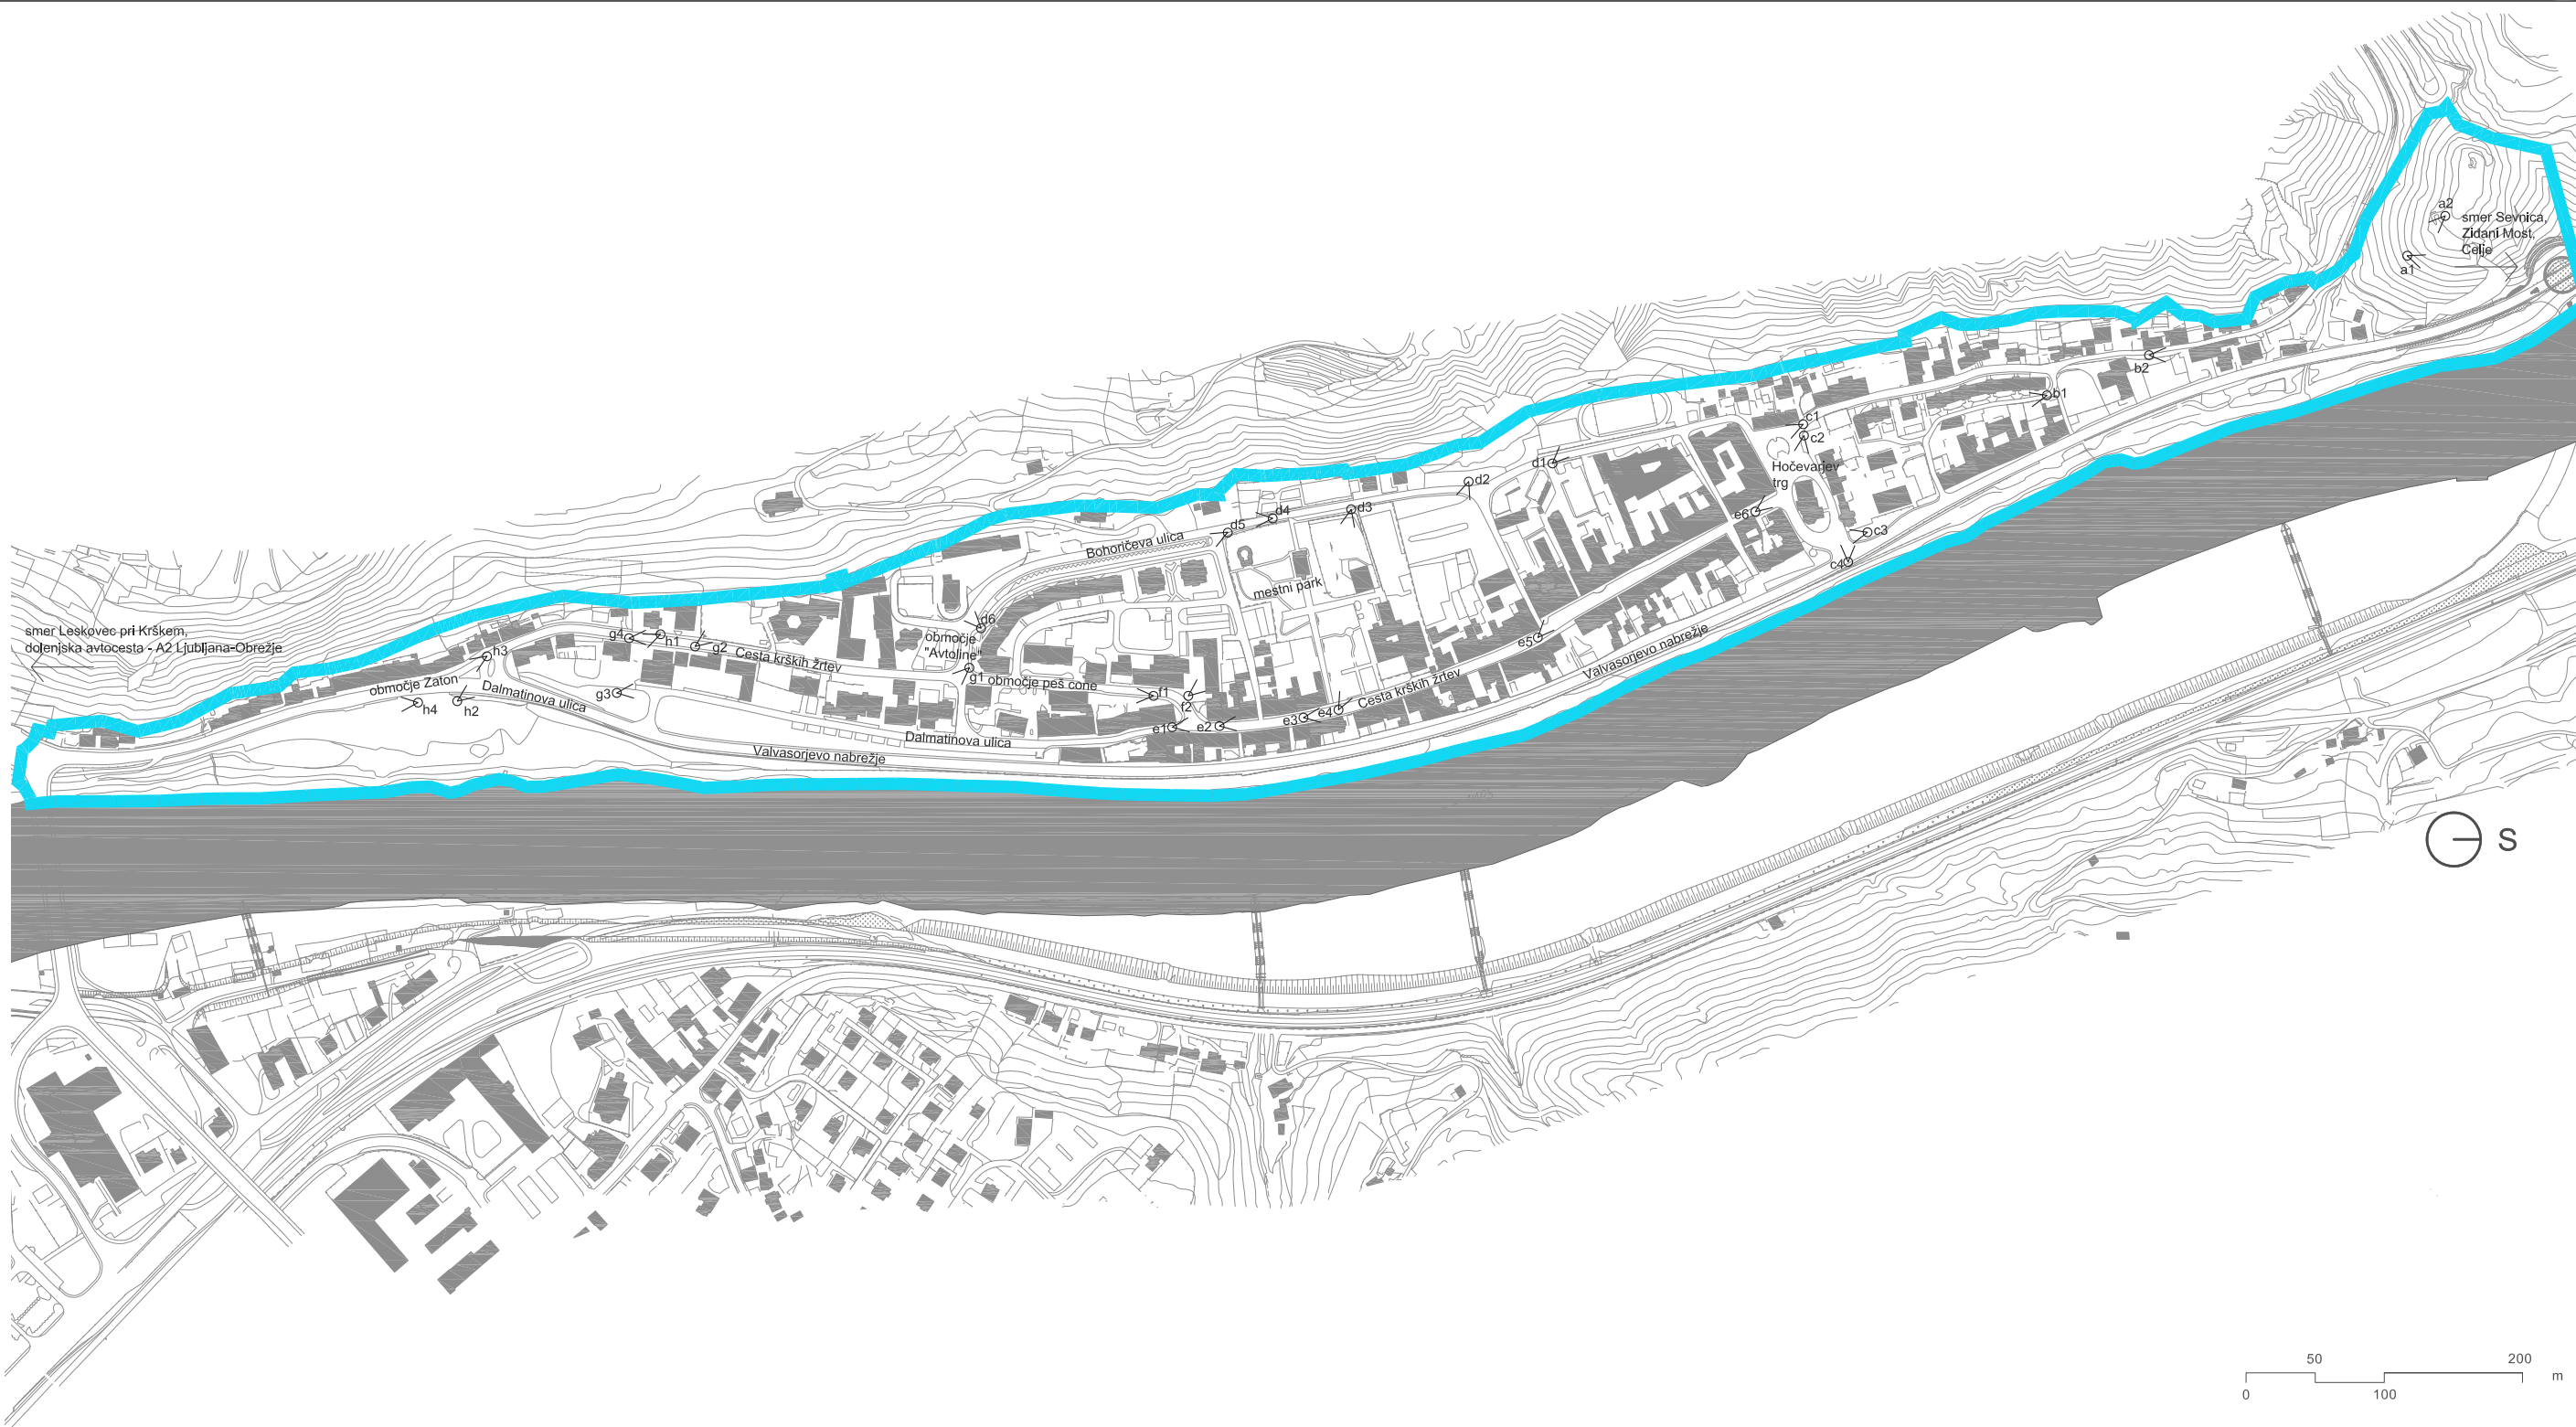 a2
smer Sevnica,
Zidani Most,
Celje
a1
b2
b1
c1
c2
Hočevarjev
trg
d1
d2
d3
e6
c3
c4
d4
d5
Bohoričeva ulica
mestni park
d6
območje
"Avtoline"
smer Leskovec pri Krškem,
dolenjska avtocesta - A2 Ljubljana-Obrežje
g4
h1
g2
Cesta krških žrtev
h3
e5
Valvasorjevo nabrežje
g1
območje peš cone
f1
f2
območje Zaton
Dalmatinova ulica
g3
h4
h2
Cesta krških žrtev
e1
e2
e3
e4
Dalmatinova ulica
Valvasorjevo nabrežje
S
50
200
m
0
100